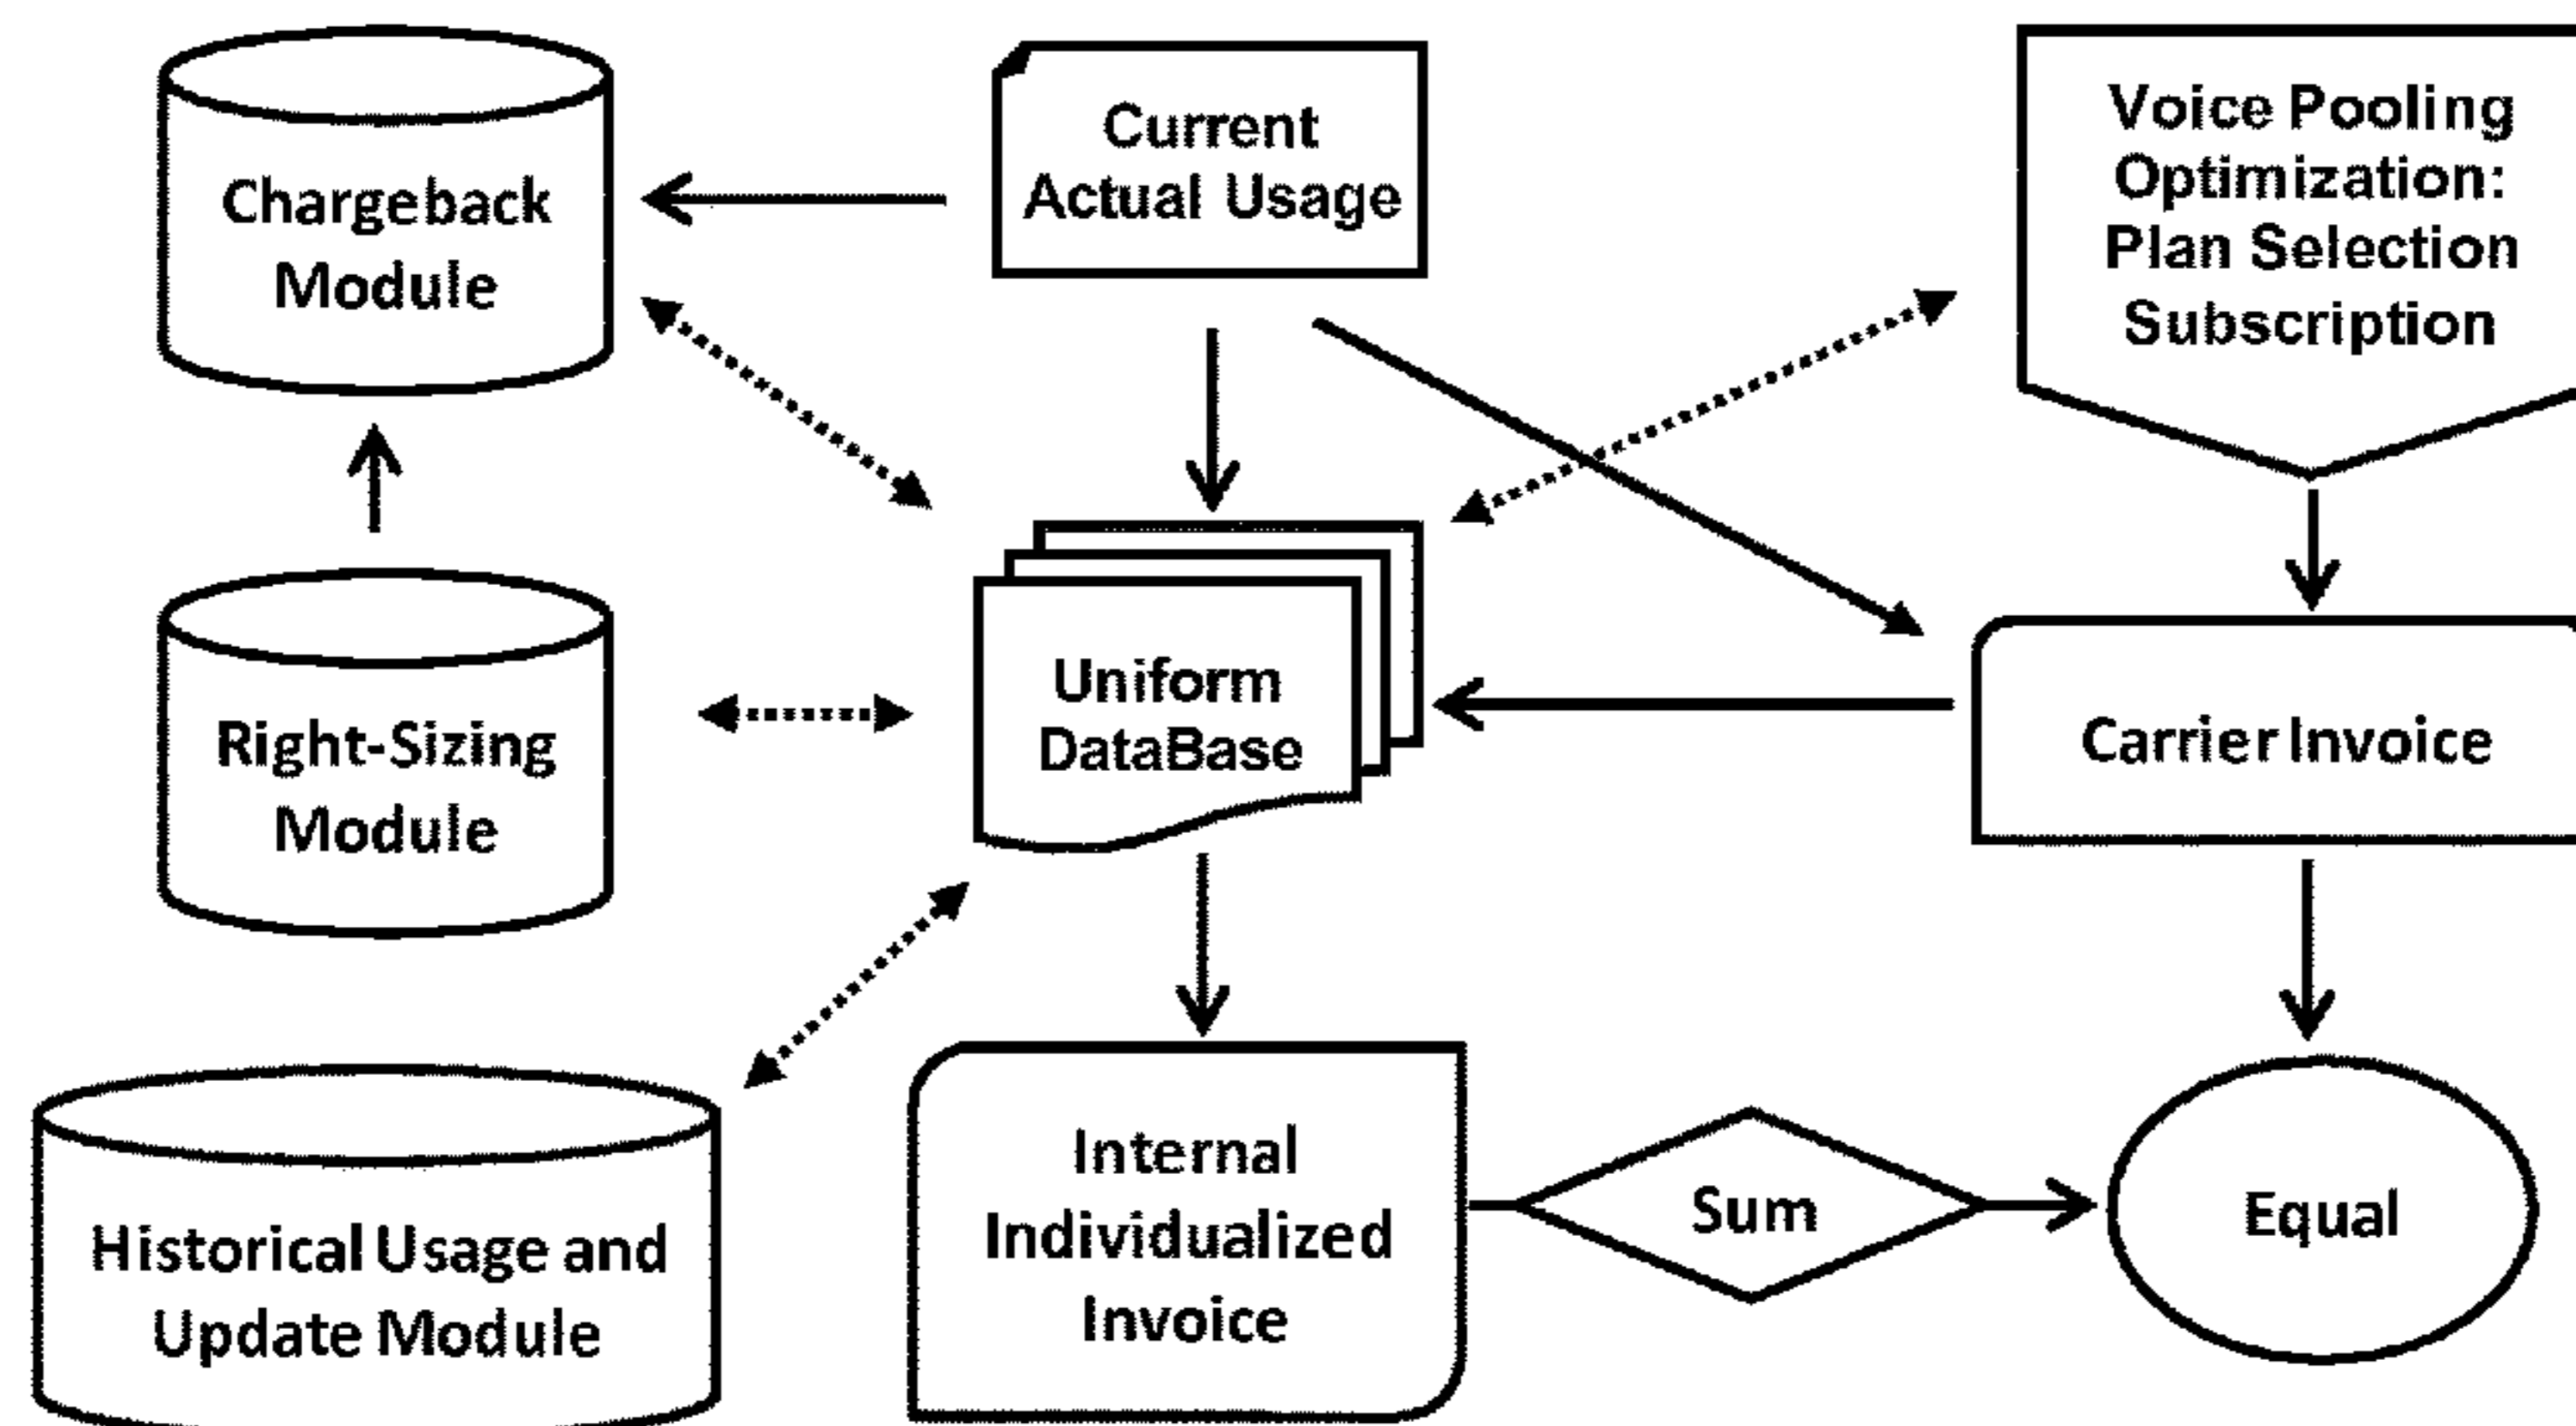 Chargeback
Module
Current
Actual Usage
Voice Pooling
Optimization:
Plan Selection
Subscription
Right-Sizing
Module
Uniform
DataBase
Carrier Invoice
Historical Usage and
Update Module
Internal
Individualized
Invoice
Sum
Equal